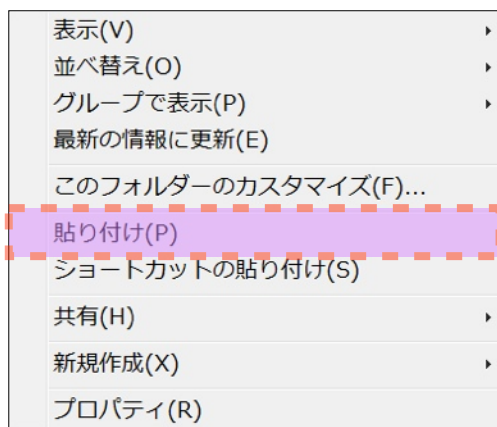 表示(V)
並べ替え(O)
グループで表示(P)
最新の情報に更新(E)
このフォルダーのカスタマイズ(F)...
貼り付け(P)
ショートカットの貼り付け(S)
共有(H)
新規作成(X)
プロパティ(R)